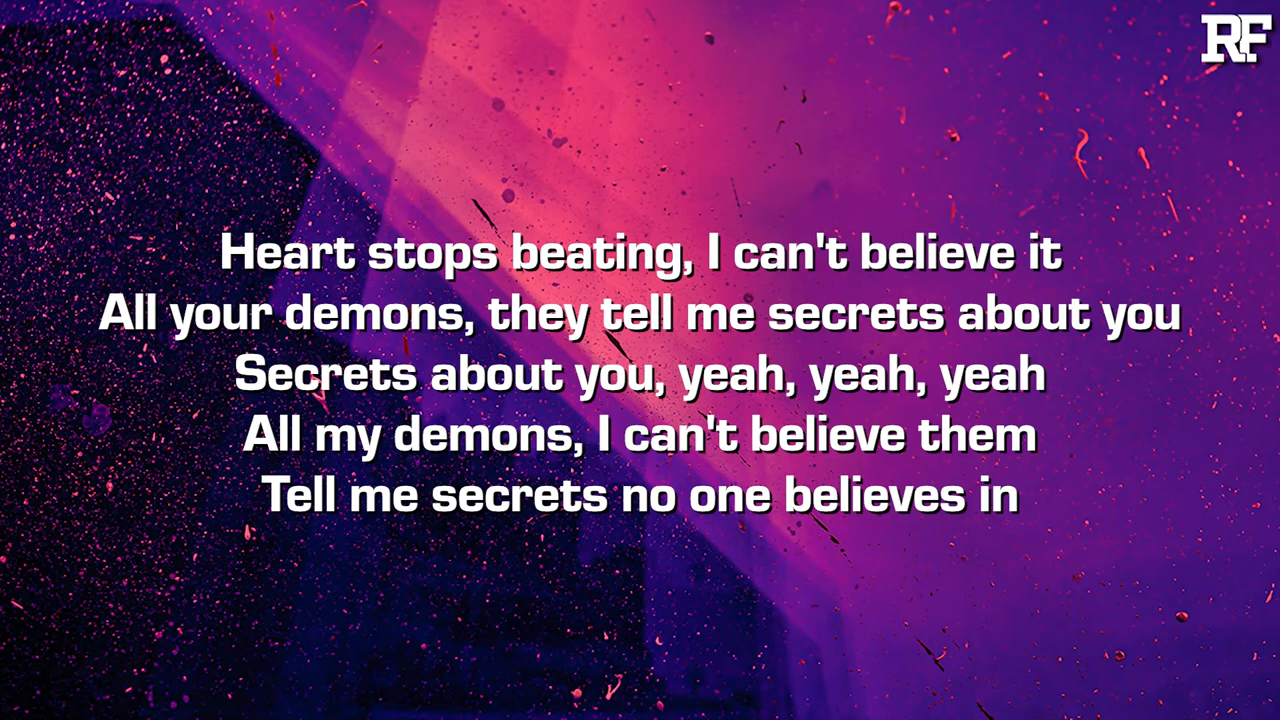 RF
Heart stops beating, I can't believe it
All your demons, they tell me secrets about you
Secrets about you, yeah, yeah, yeah
All my demons, I can't believe them
Tell me secrets no one believes in